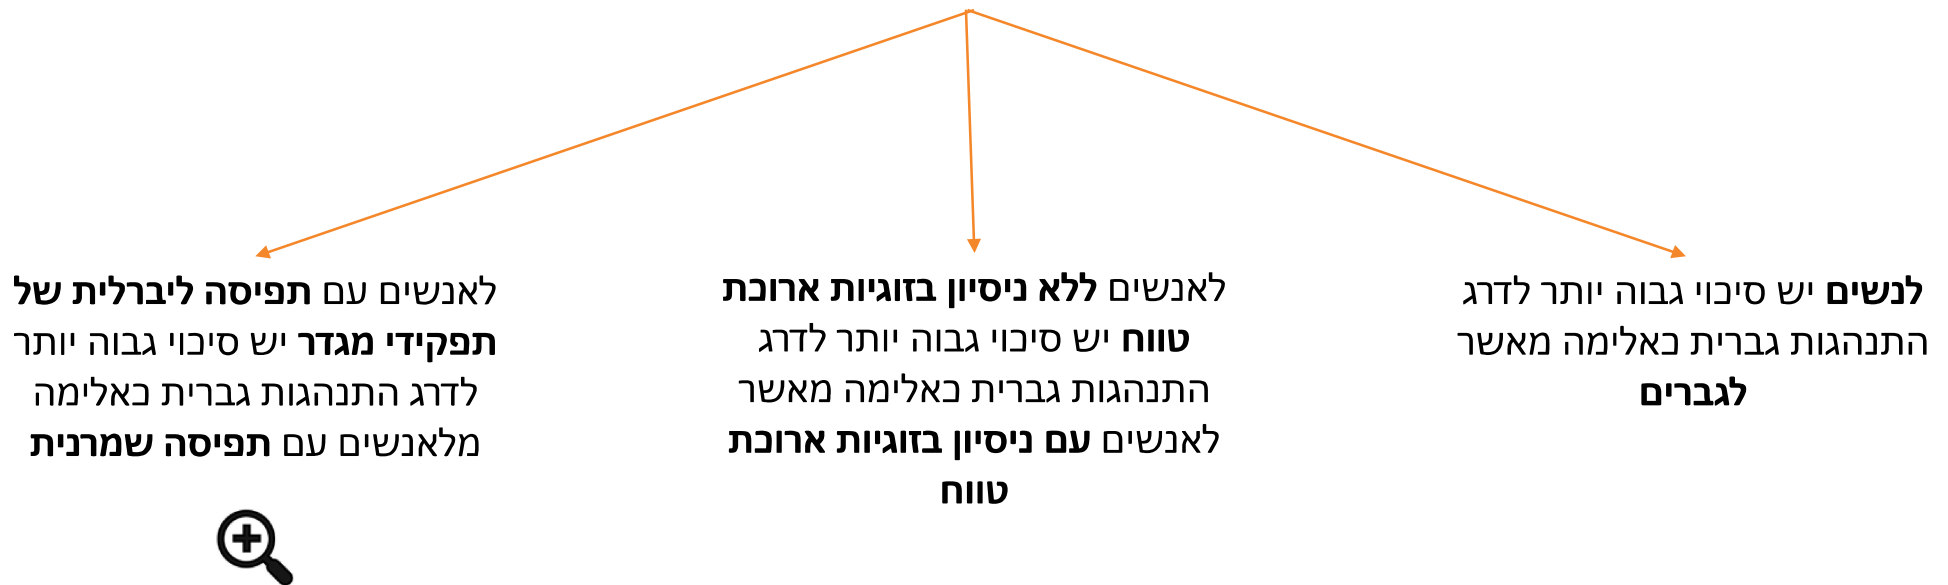 לנשים יש סיכוי גבוה יותר לדרג
התנהגות גברית כאלימה מאשר
לגברים
לאנשים ללא ניסיון בזוגיות ארוכת
טווח יש סיכוי גבוה יותר לדרג
התנהגות גברית כאלימה מאשר
לאנשים עם ניסיון בזוגיות ארוכת
טווח
לאנשים עם תפיסה ליברלית של
תפקידי מגדר יש סיכוי גבוה יותר
לדרג התנהגות גברית כאלימה
מלאנשים עם תפיסה שמרנית